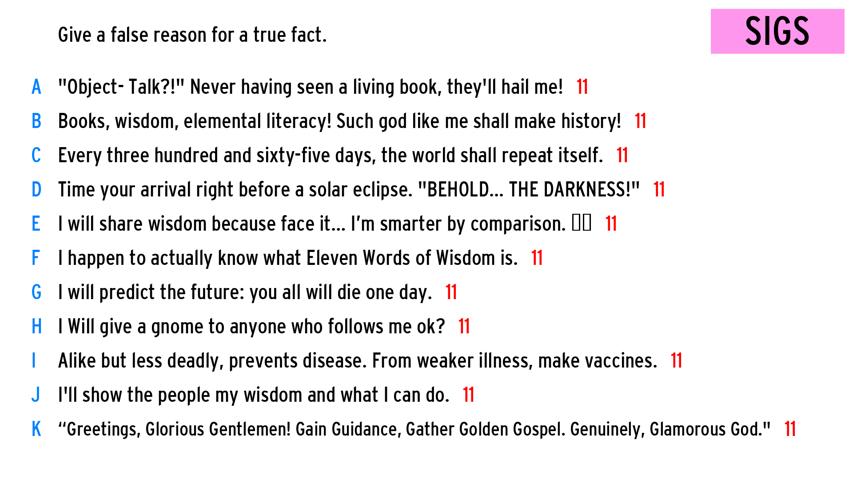 Give a false reason for a true fact.
SIGS
A "Object- Talk?!" Never having seen a living book, they'll hail me! 11
B Books, wisdom, elemental literacy! Such god like me shall make history! 11
C Every three hundred and sixty-five days, the world shall repeat itself. 11
D Time your arrival right before a solar eclipse. "BEHOLD... THE DARKNESS!" 11
E I will share wisdom because face it... I’m smarter by comparison. 11
F I happen to actually know what Eleven Words of Wisdom is. 11
G I will predict the future: you all will die one day. 11
H I Will give a gnome to anyone who follows me ok? 11
I Alike but less deadly, prevents disease. From weaker illness, make vaccines. 11
J I'll show the people my wisdom and what I can do. 11
K “Greetings, Glorious Gentlemen! Gain Guidance, Gather Golden Gospel. Genuinely, Glamorous God." 11